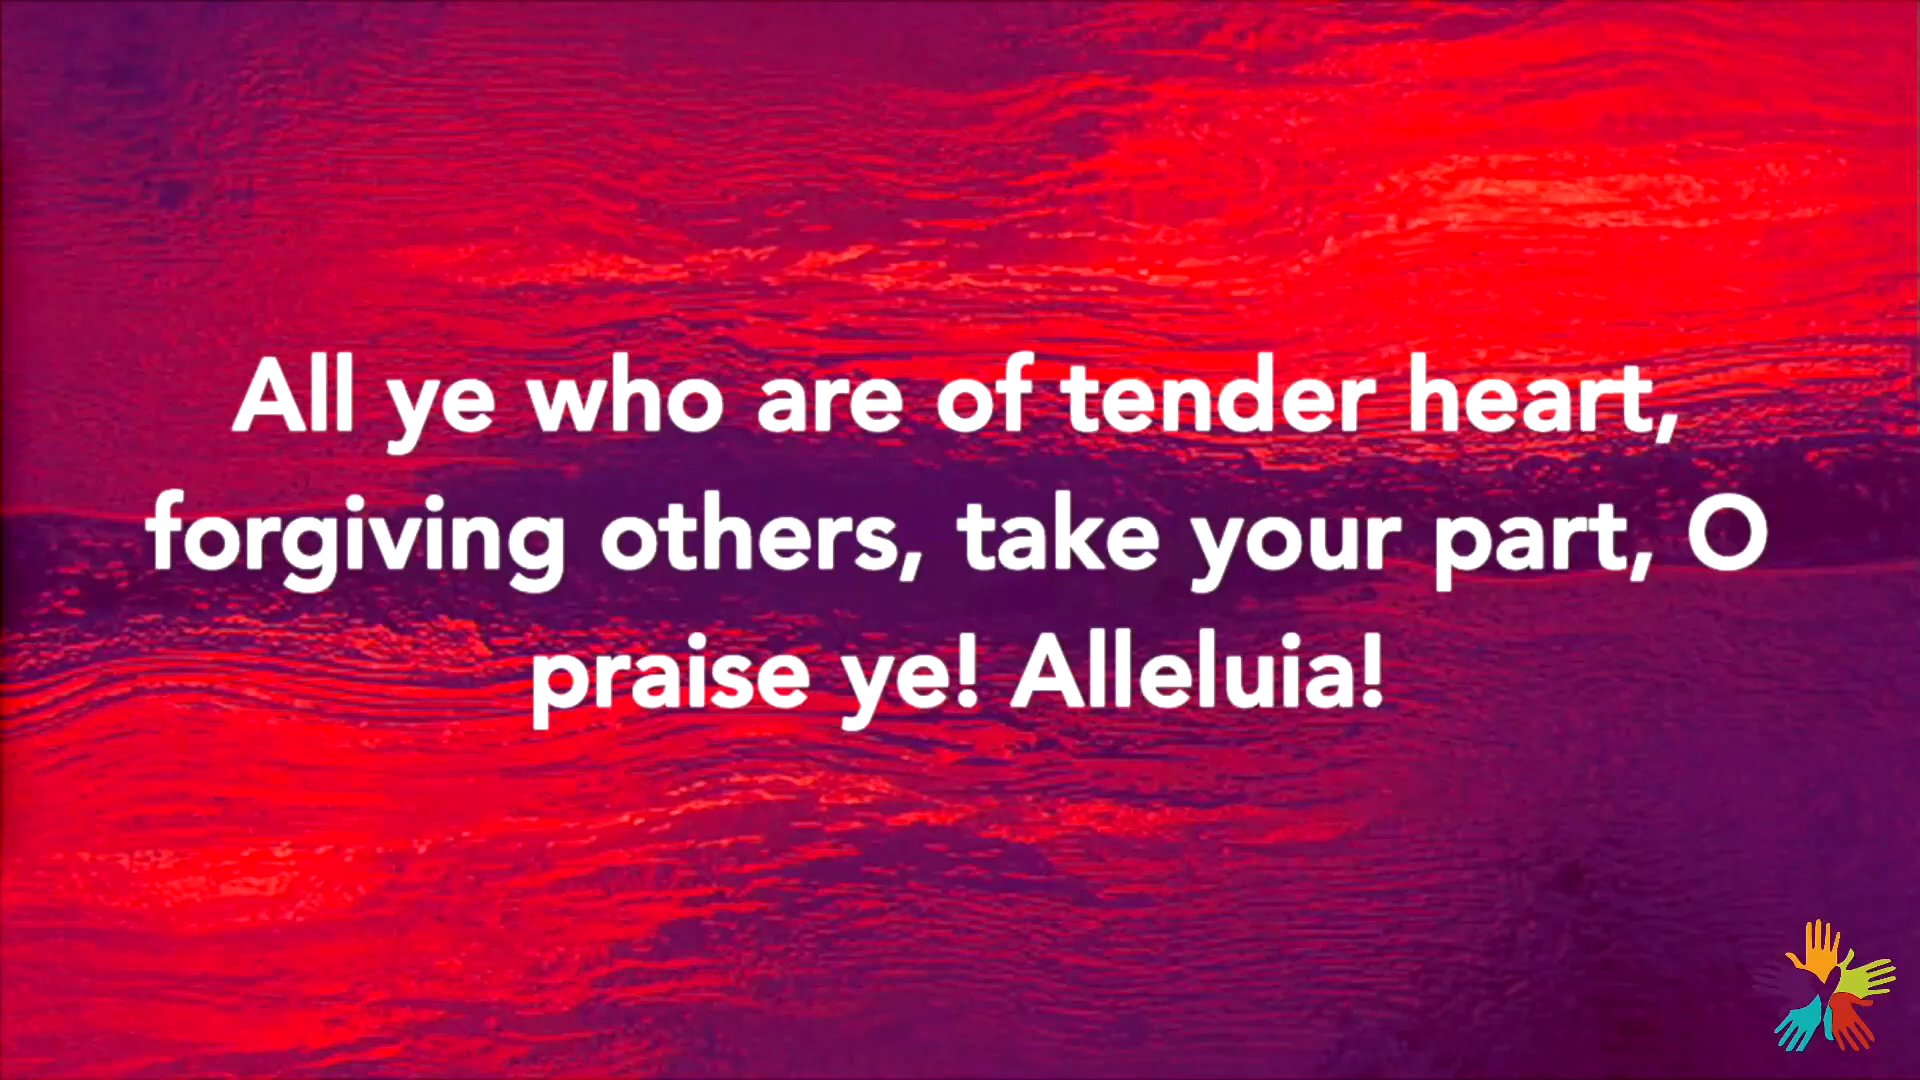 All ye who are of tender heart,
forgiving others, take your part, O
praise ye! Alleluia!